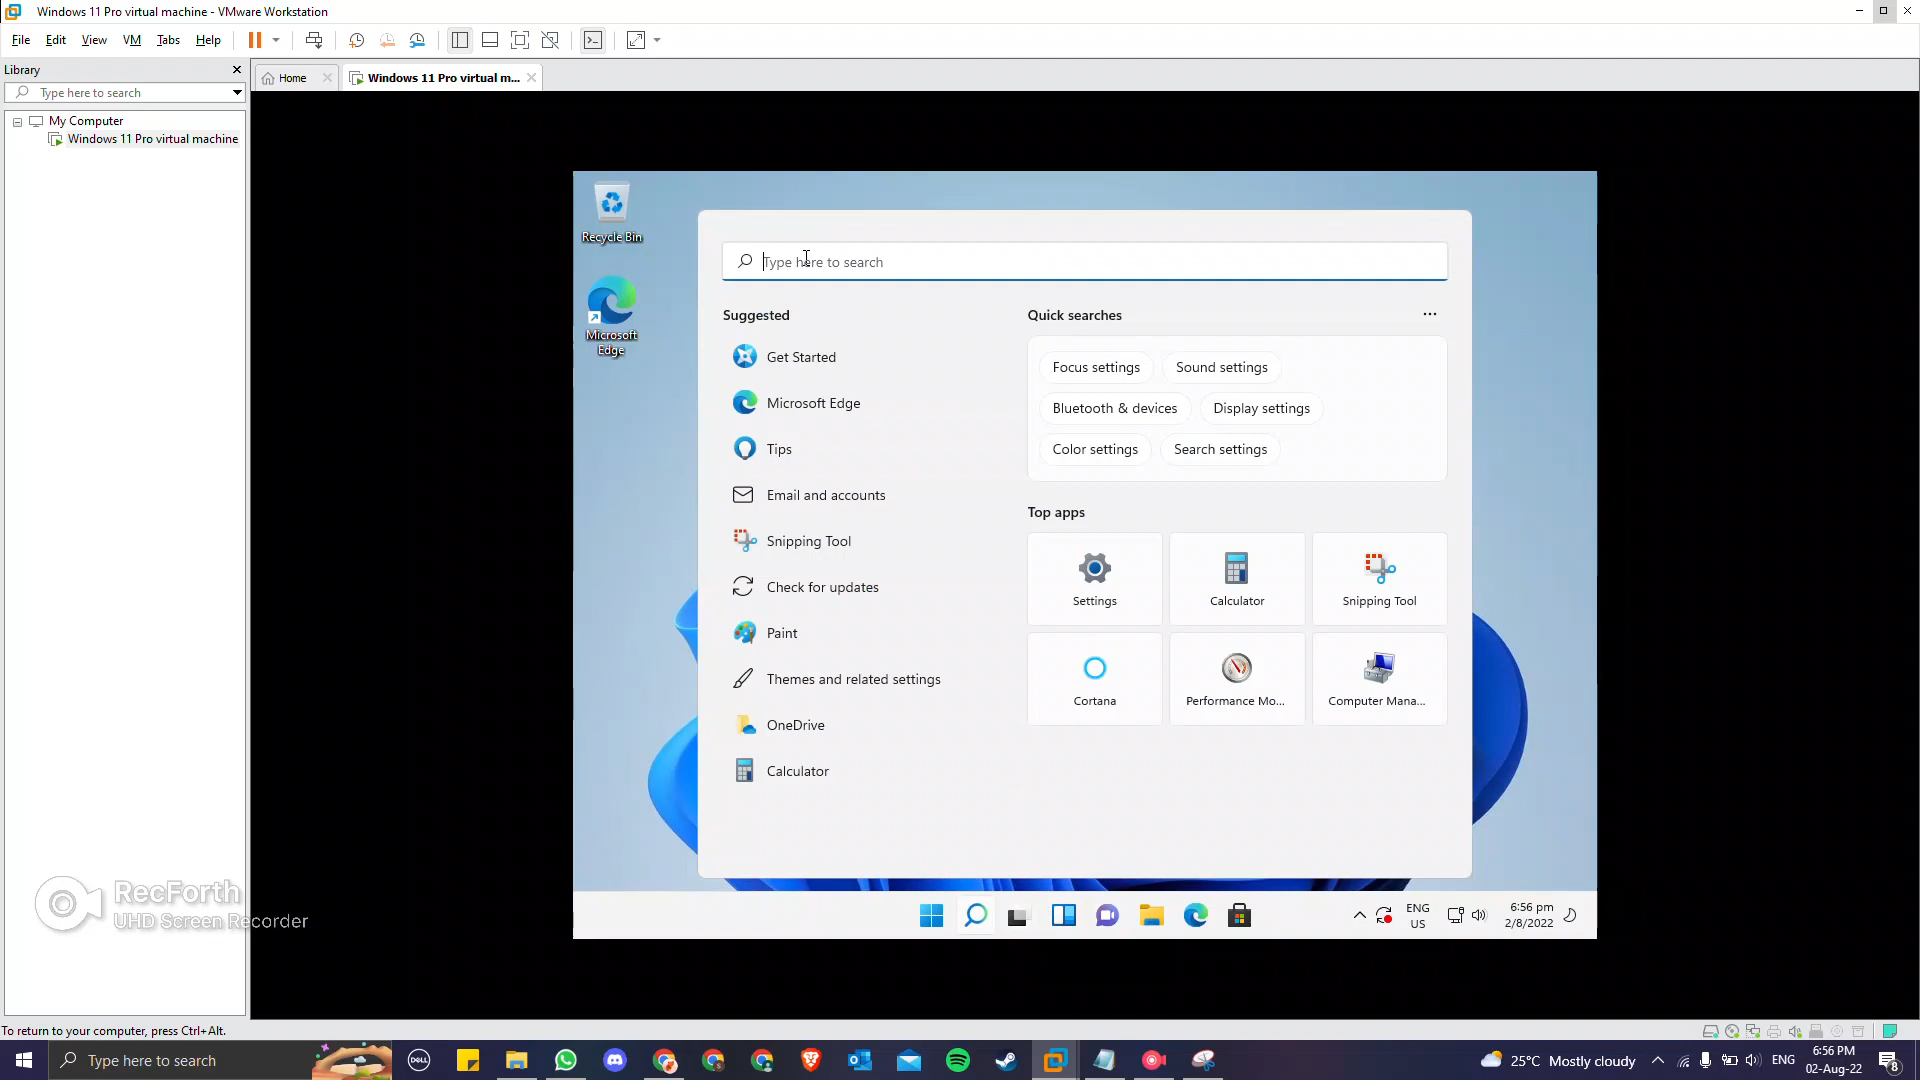 Windows 11 Pro virtual machine - VMware Workstation
File Edit View VM Tabs Help
Library
Type here to search
My Computer
Windows 11 Pro virtual machine
Home
Windows 11 Pro virtual m...
Recycle Bin
Microsoft
Edge
Type here to search
Suggested
Get Started
Microsoft Edge
Tips
Email and accounts
Snipping Tool
Check for updates
Paint
Themes and related settings
OneDrive
Calculator
Quick searches
Focus settings
Sound settings
Bluetooth & devices
Display settings
Color settings
Search settings
Top apps
Settings
Calculator
Snipping Tool
Cortana
Performance Mo...
Computer Mana...
RecForth
UHD Screen Recorder
ENG
US
6:56 pm
2/8/2022
To return to your computer, press Ctrl+Alt.
Type here to search
DELL
25°C Mostly cloudy
ENG
6:56 PM
02-Aug-22
8